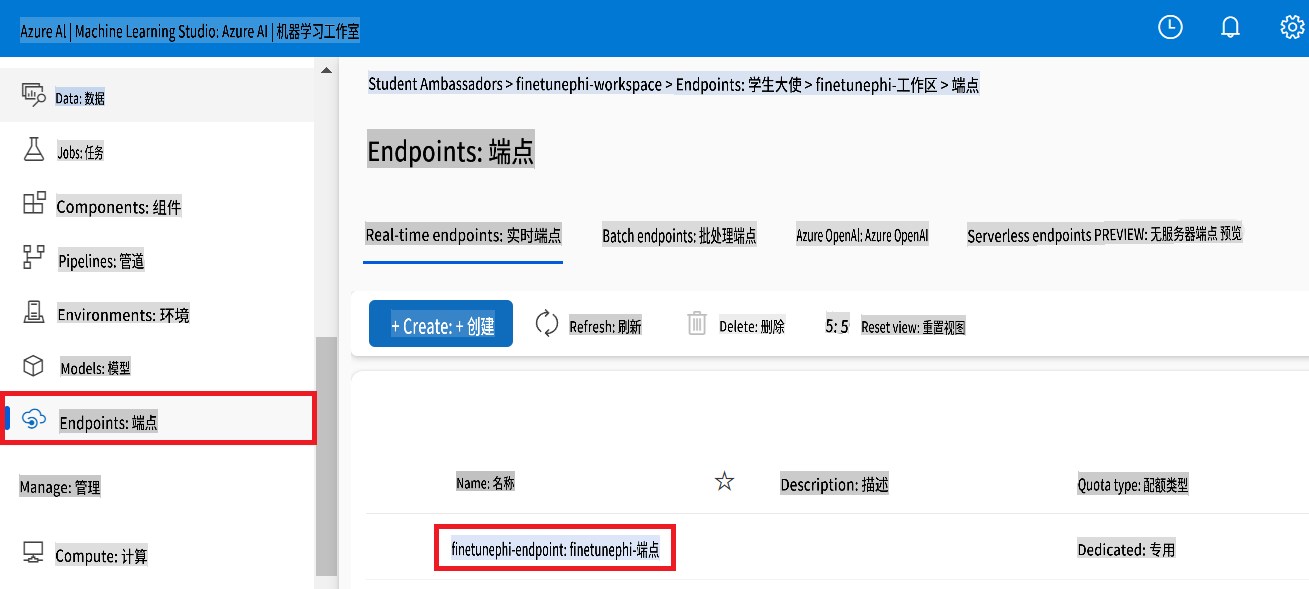 Azure Al | Machine Learning Studio: Azure AI | 机器学习工作室
Data: 数据
Jobs: 任务
Components: 组件
Pipelines: 管道
Environments: 环境
Models: 模型
Endpoints: 端点
Manage: 管理
Compute: 计算
Student Ambassadors > finetunephi-workspace > Endpoints: 学生大使 > finetunephi-工作区 > 端点
Endpoints: 端点
Real-time endpoints: 实时端点 Batch endpoints: 批处理端点 Azure OpenAI: Azure OpenAI Serverless endpoints PREVIEW: 无服务器端点 预览
+ Create: + 创建 Refresh: 刷新 Delete: 删除 5: 5 Reset view: 重置视图
Name: 名称 Description: 描述 Quota type: 配额类型
finetunephi-endpoint: finetunephi-端点 Dedicated: 专用